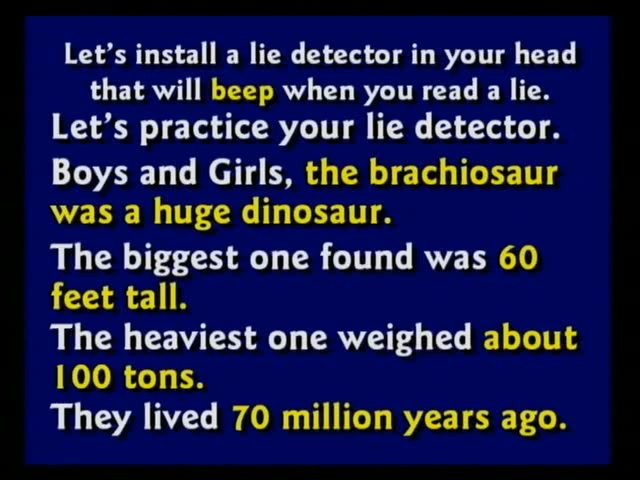 Let's install a lie detector in your head
that will beep when you read a lie.
Let's practice your lie detector.
Boys and Girls, the brachiosaur
was a huge dinosaur.
The biggest one found was 60
feet tall.
The heaviest one weighed about
100 tons.
They lived 70 million years ago.